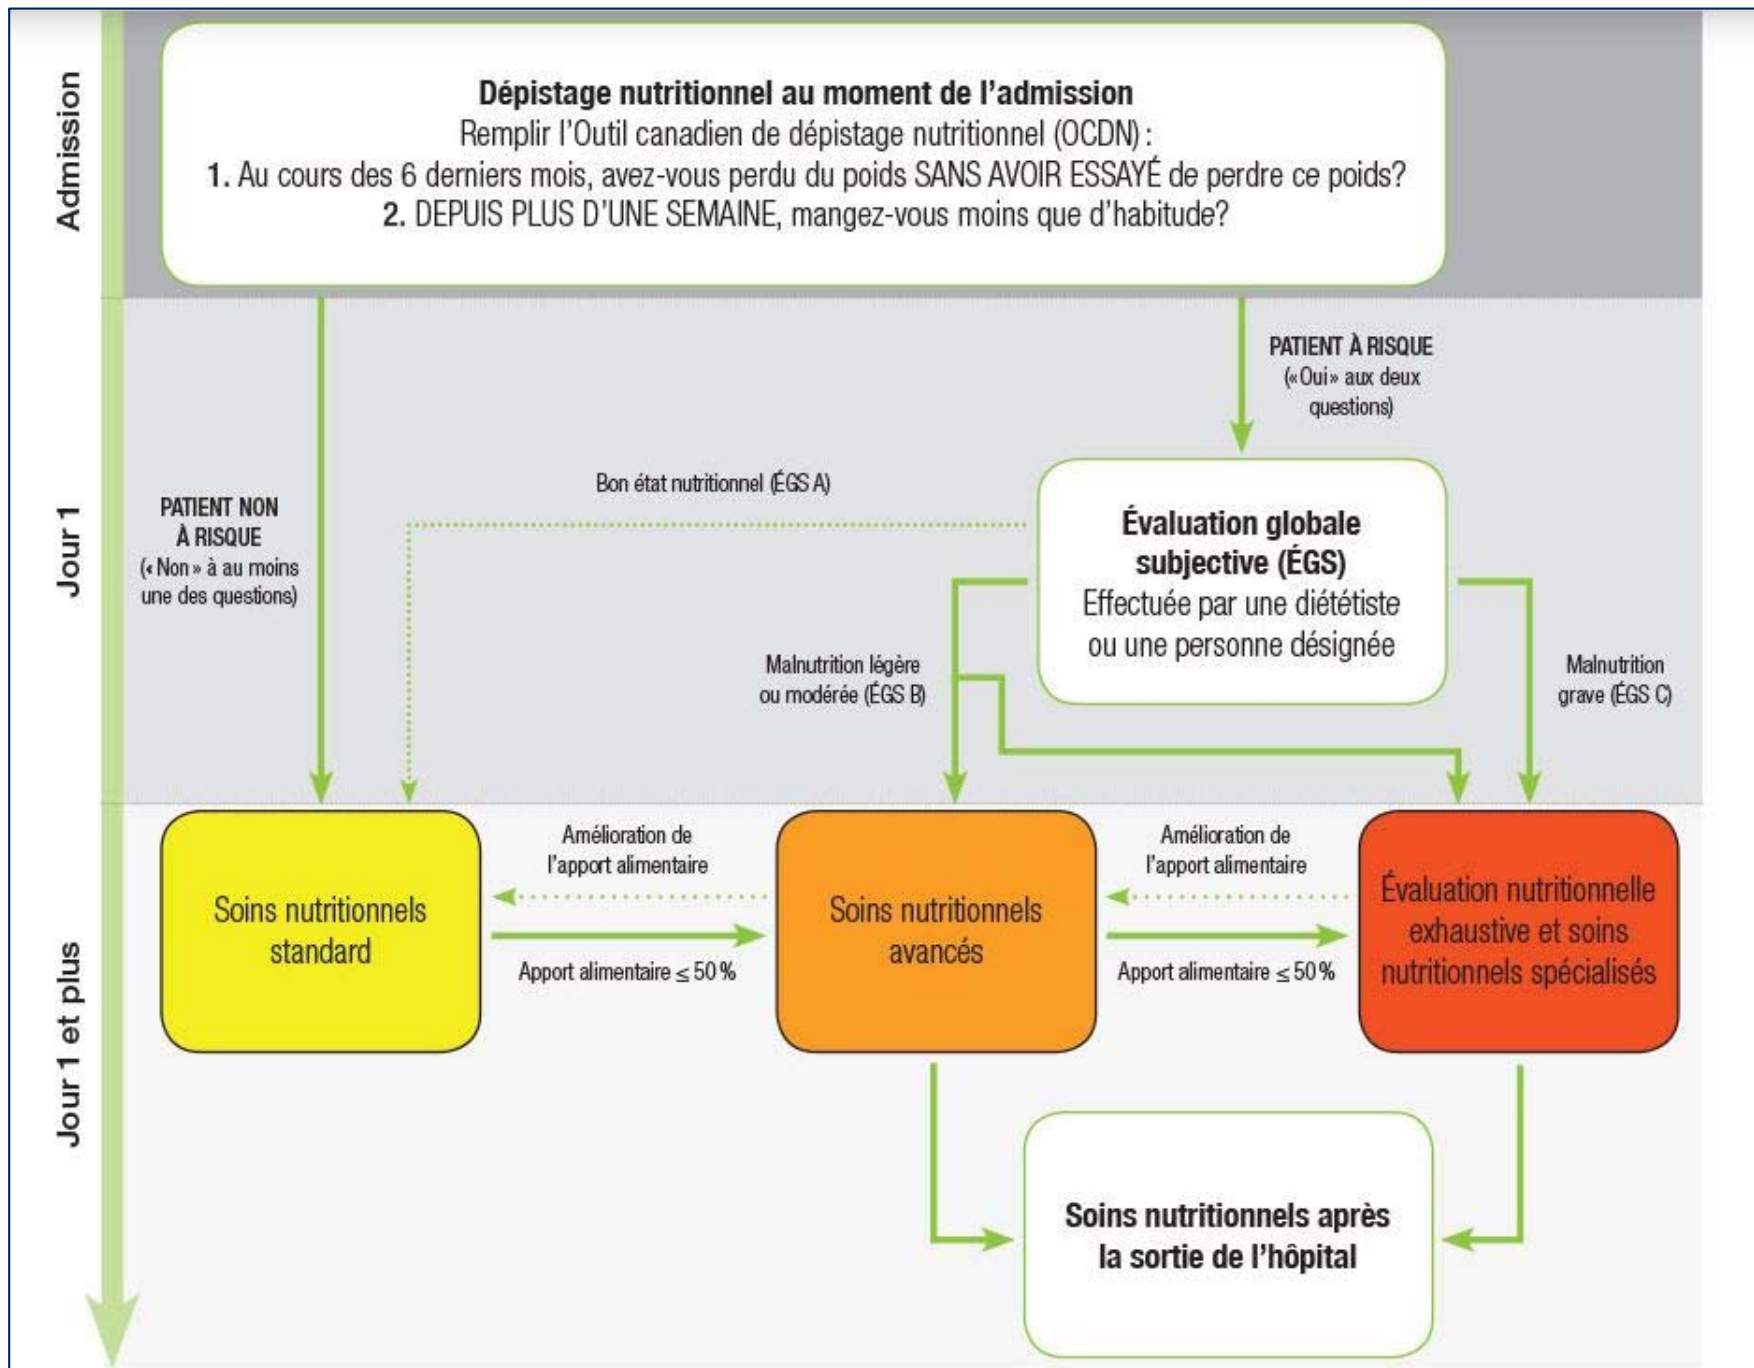 Admission
Dépistage nutritionnel au moment de l’admission
Remplir l’Outil canadien de dépistage nutritionnel (OCDN) :
1. Au cours des 6 derniers mois, avez-vous perdu du poids SANS AVOIR ESSAYÉ de perdre ce poids?
2. DEPUIS PLUS D’UNE SEMAINE, mangez-vous moins que d’habitude?
Jour 1
PATIENT NON
À RISQUE
(« Non » à au moins
une des questions)
PATIENT À RISQUE
(« Oui » aux deux
questions)
Bon état nutritionnel (ÉGS A)
Évaluation globale
subjective (ÉGS)
Effectuée par une diététiste
ou une personne désignée
Malnutrition légère
ou modérée (ÉGS B)
Malnutrition
grave (ÉGS C)
Jour 1 et plus
Soins nutritionnels
standard
Amélioration de
l’apport alimentaire
Apport alimentaire ≤ 50 %
Soins nutritionnels
avancés
Amélioration de
l’apport alimentaire
Apport alimentaire ≤ 50 %
Évaluation nutritionnelle
exhaustive et soins
nutritionnels spécialisés
Soins nutritionnels après
la sortie de l’hôpital